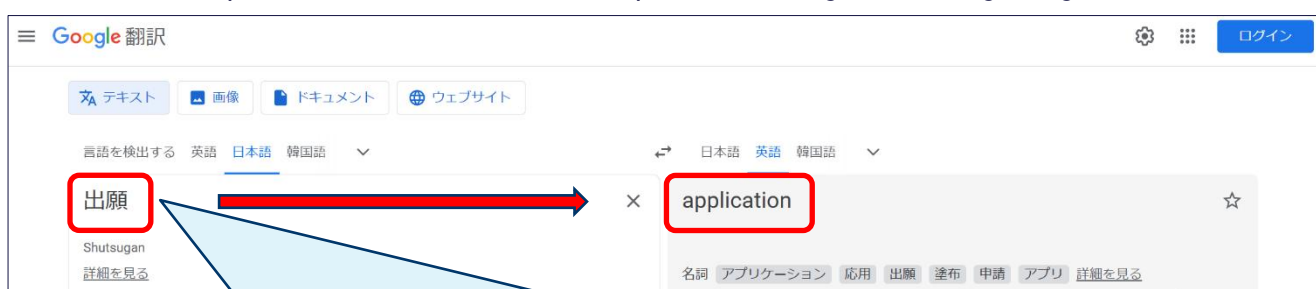 Google 翻訳
ログイン
テキスト 画像 ドキュメント ウェブサイト
言語を検出する 英語 日本語 韓国語
日本語 英語 韓国語
出願
application
Shutsugan
詳細を見る
名詞 アプリケーション 応用 出願 塗布 申請 アプリ 詳細を見る